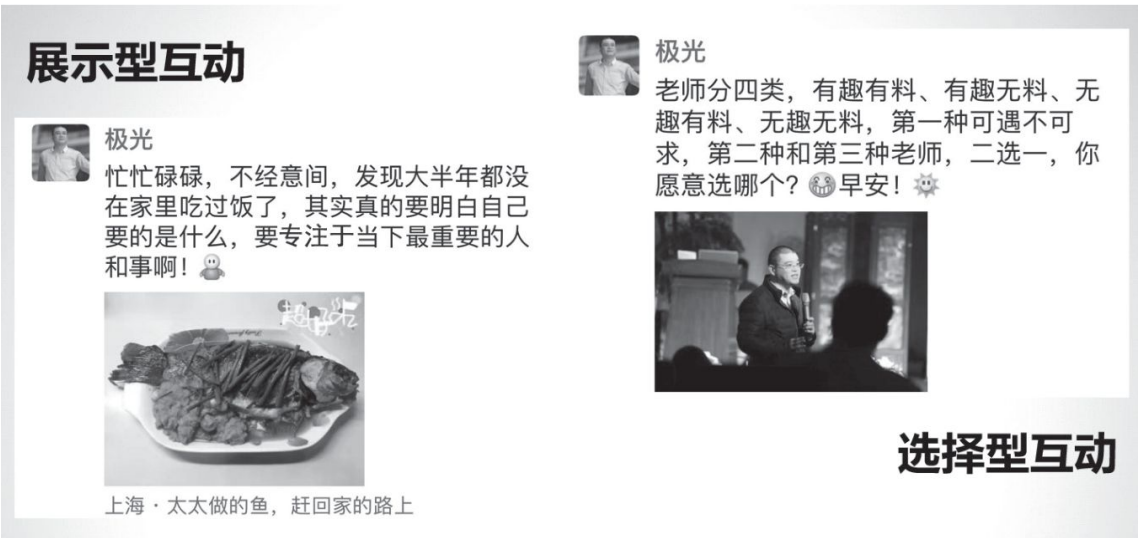 展示型互动
极光
忙忙碌碌，不经意间，发现大半年都没
在家里吃过饭了，其实真的要明白自己
要的是什么，要专注于当下最重要的人
和事啊！
上海 · 太太做的鱼，赶回家的路上
极光
老师分四类，有趣有料、有趣无料、无
趣有料、无趣无料，第一种可遇不可
求，第二种和第三种老师，二选一，你
愿意选哪个？早安！
选择型互动